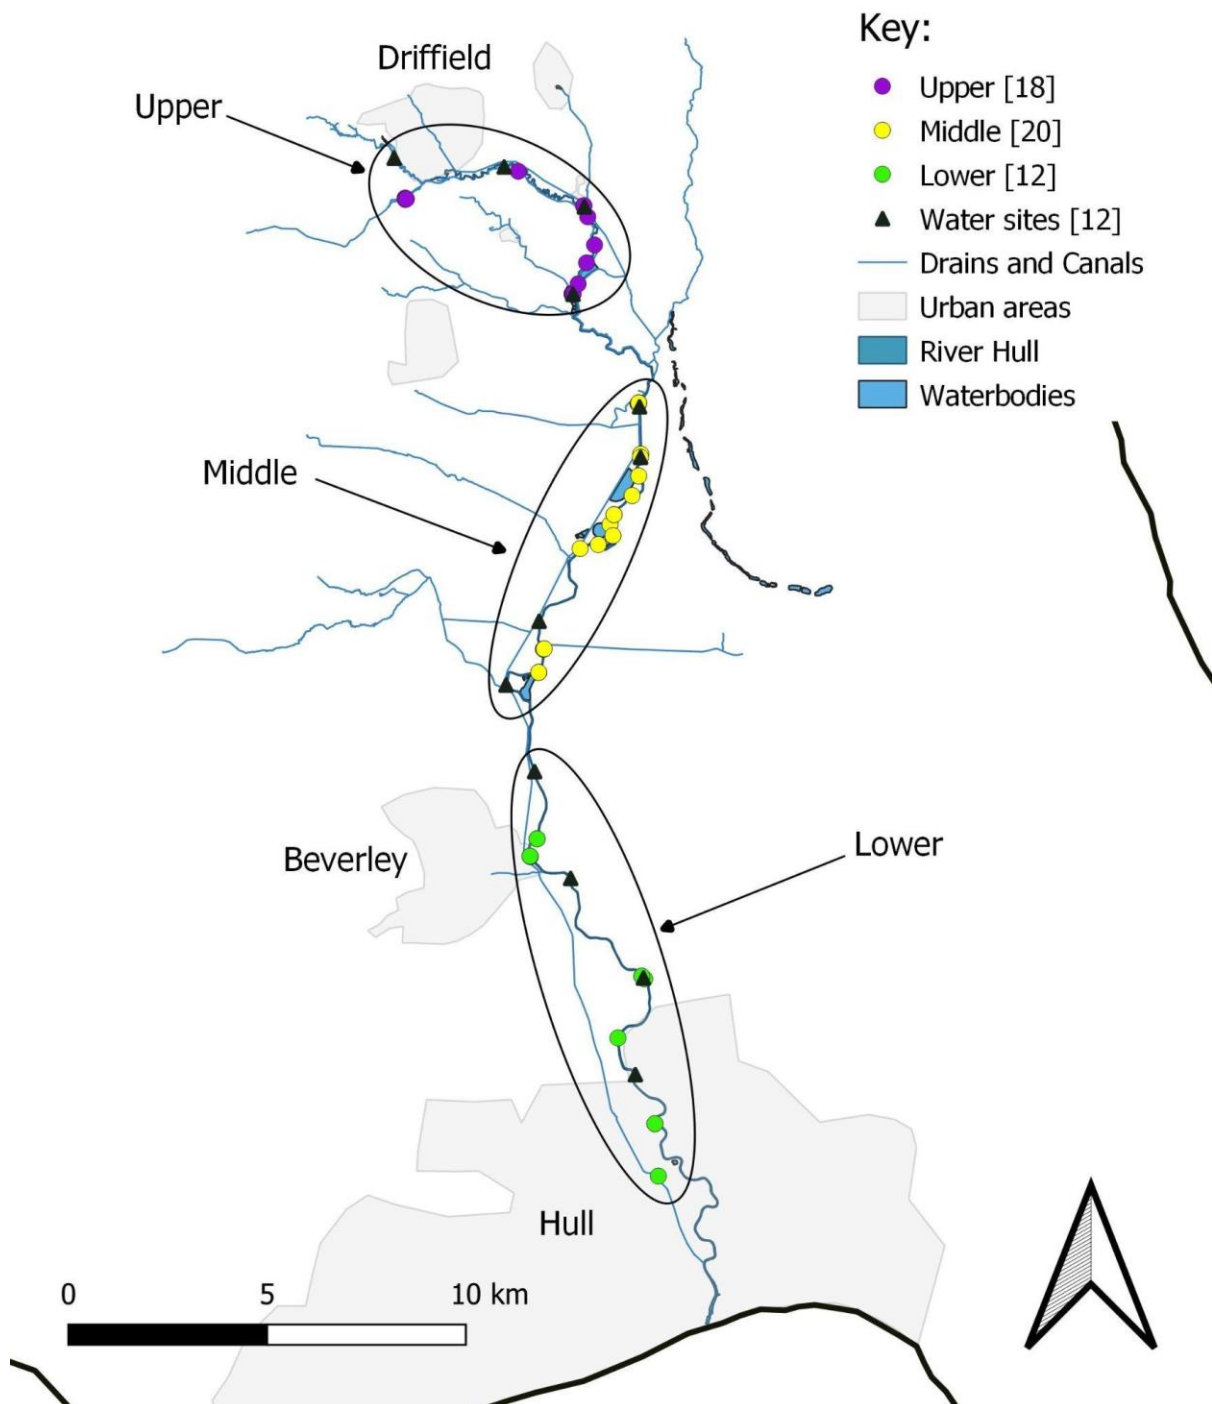 Key:
Driffield
Upper
Upper [18]
Middle [20]
Lower [12]
Water sites [12]
Drains and Canals
Urban areas
River Hull
Waterbodies
Middle
Beverley
Lower
Hull
0 5 10 km